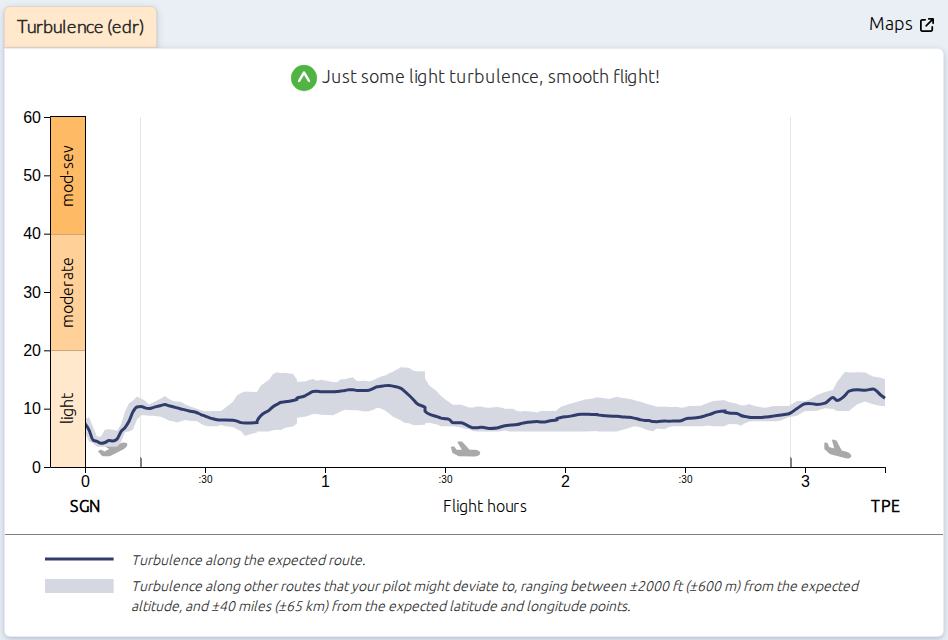 Turbulence (edr)
Maps
Just some light turbulence, smooth flight!
60
50
40
30
20
10
0
mod-sev
moderate
light
0 :30 1 :30 2 :30 3
SGN Flight hours TPE
Turbulence along the expected route.
Turbulence along other routes that your pilot might deviate to, ranging between ±2000 ft (±600 m) from the expected
altitude, and ±40 miles (±65 km) from the expected latitude and longitude points.